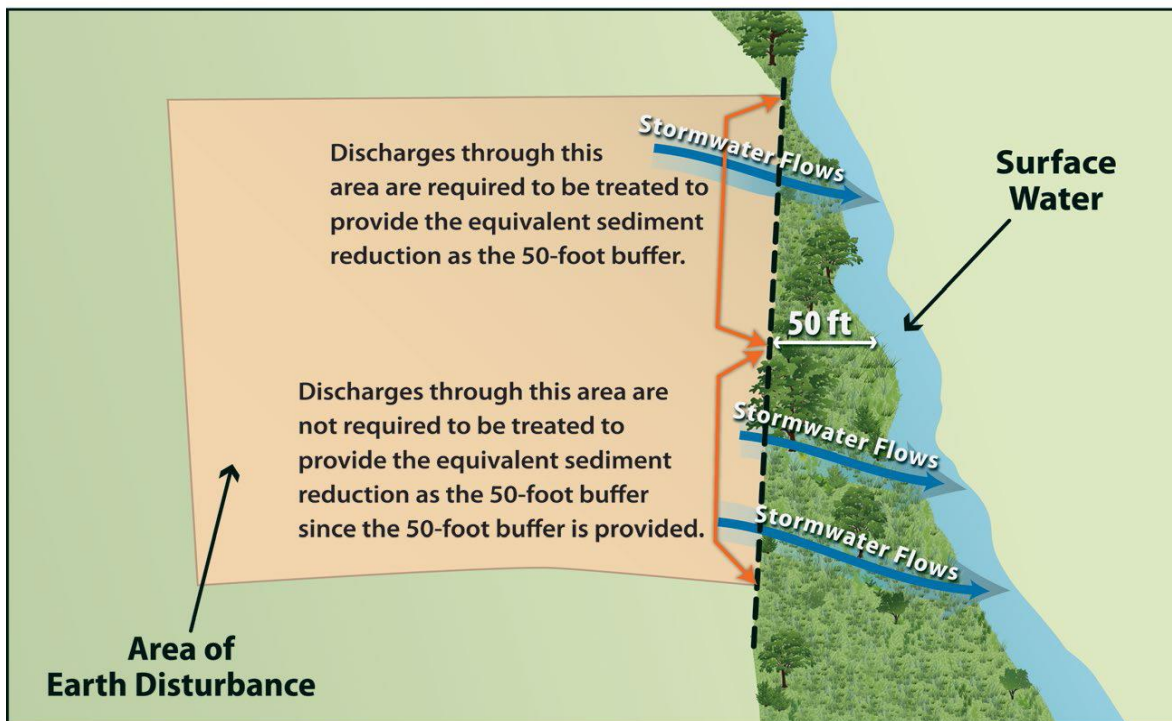 Stormwater Flows
Discharges through this
area are required to be treated to
provide the equivalent sediment
reduction as the 50-foot buffer.
Surface
Water
50 ft
Discharges through this area are
not required to be treated to
provide the equivalent sediment
reduction as the 50-foot buffer
since the 50-foot buffer is provided.
Stormwater Flows
Stormwater Flows
Area of
Earth Disturbance